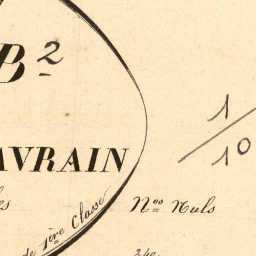 B²
1/10
AVRAIN
Nos Nuls
de 1ère Classe